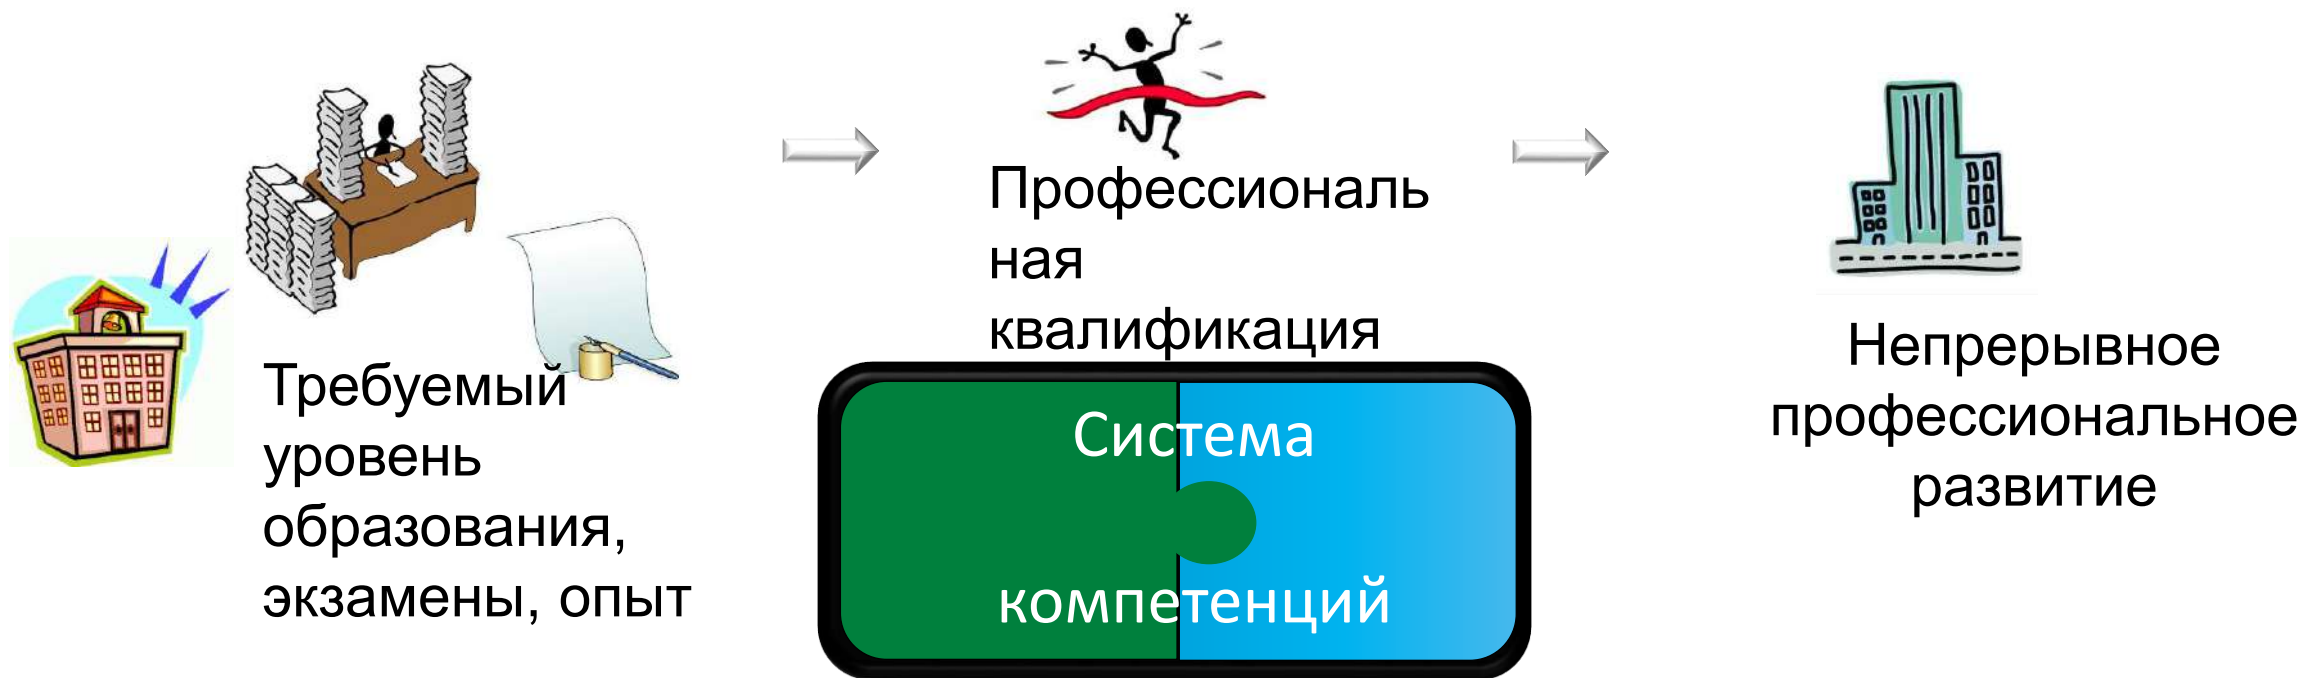 Требуемый
уровень
образования,
экзамены, опыт
Профессиональ
ная
квалификация
Система
компетенций
Непрерывное
профессиональное
развитие